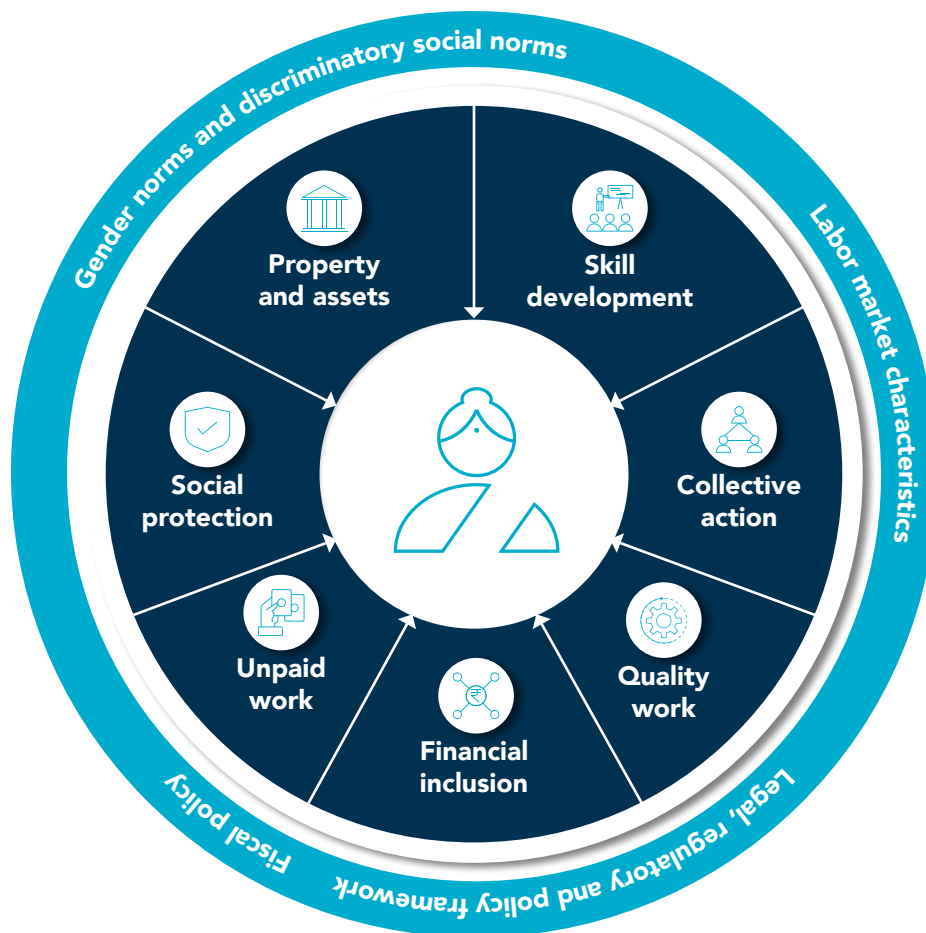 Gender norms and discriminatory social norms
Labor market characteristics
Legal, regulatory and policy framework
Fiscal policy
Property
and assets
Skill
development
Social
protection
Collective
action
Unpaid
work
Quality
work
₹
Financial
inclusion